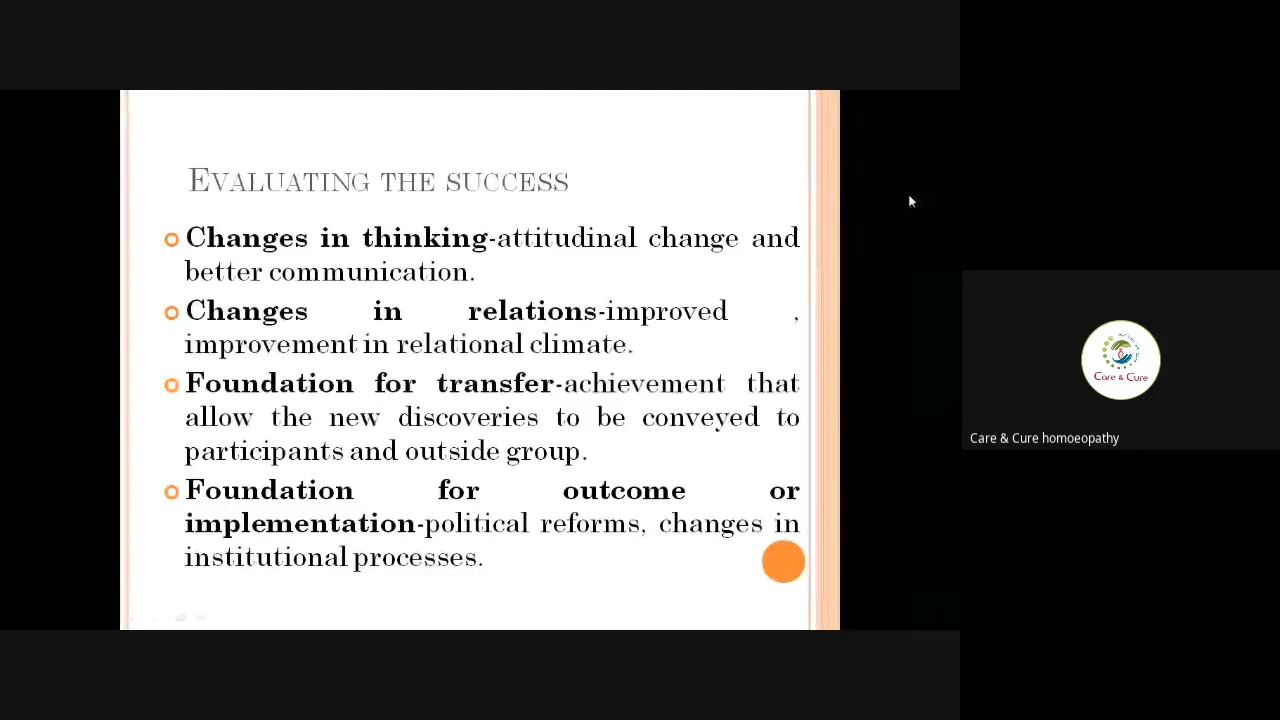 EVALUATING THE SUCCESS
Changes in thinking-attitudinal change and
better communication.
Changes in relations-improved ,
improvement in relational climate.
Foundation for transfer-achievement that
allow the new discoveries to be conveyed to
participants and outside group.
Foundation for outcome or
implementation-political reforms, changes in
institutional processes.
Care & Cure
Care & Cure homoeopathy